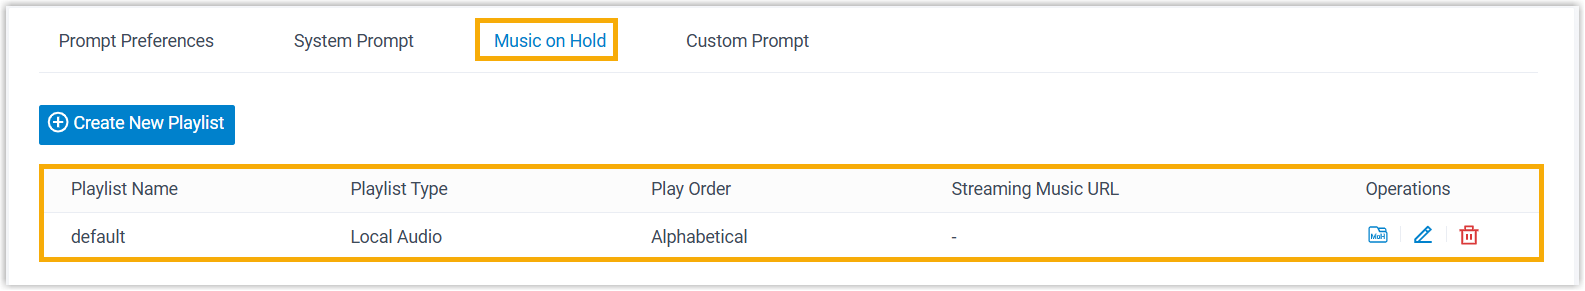 Prompt Preferences System Prompt Music on Hold Custom Prompt
Create New Playlist
Playlist Name Playlist Type Play Order Streaming Music URL Operations
default Local Audio Alphabetical - MoH